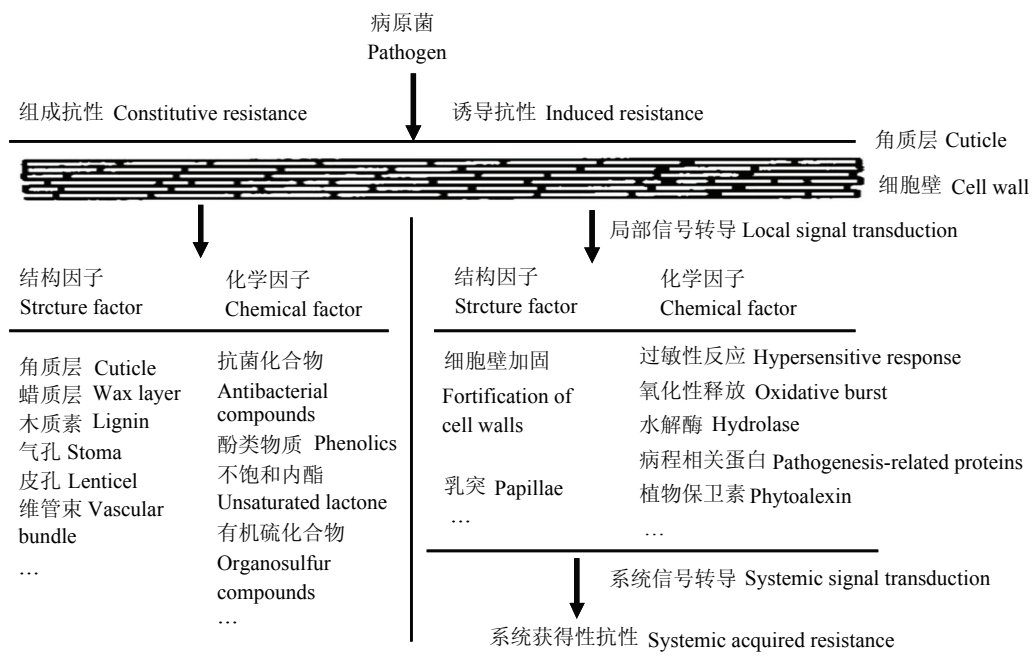 病原菌
Pathogen
组成抗性 Constitutive resistance
诱导抗性 Induced resistance
角质层 Cuticle
细胞壁 Cell wall
局部信号转导 Local signal transduction
结构因子
Strcture factor
化学因子
Chemical factor
角质层 Cuticle
蜡质层 Wax layer
木质素 Lignin
气孔 Stoma
皮孔 Lenticel
维管束 Vascular
bundle
…
抗菌化合物
Antibacterial
compounds
酚类物质 Phenolics
不饱和内酯
Unsaturated lactone
有机硫化合物
Organosulfur
compounds
…
结构因子
Strcture factor
化学因子
Chemical factor
细胞壁加固
Fortification of
cell walls
乳突 Papillae
…
过敏性反应 Hypersensitive response
氧化性释放 Oxidative burst
水解酶 Hydrolase
病程相关蛋白 Pathogenesis-related proteins
植物保卫素 Phytoalexin
…
系统信号转导 Systemic signal transduction
系统获得性抗性 Systemic acquired resistance